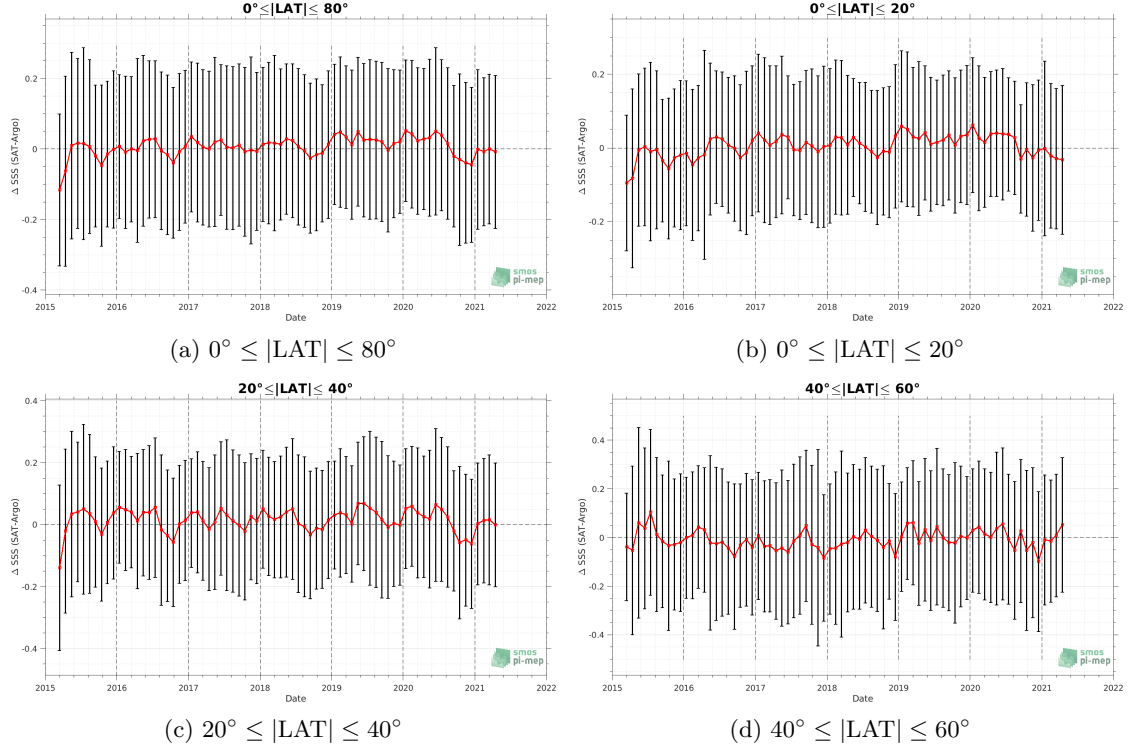 0°≤|LAT|≤ 80°
Δ SSS (SAT-Argo)
0.2
0
-0.2
-0.4
2015 2016 2017 2018 2019 2020 2021 2022
Date
smos
pi-mep
(a) 0° ≤ |LAT| ≤ 80°
0°≤|LAT|≤ 20°
Δ SSS (SAT-Argo)
0.2
0
-0.2
2015 2016 2017 2018 2019 2020 2021 2022
Date
smos
pi-mep
(b) 0° ≤ |LAT| ≤ 20°
20°≤|LAT|≤ 40°
Δ SSS (SAT-Argo)
0.4
0.2
0
-0.2
-0.4
2015 2016 2017 2018 2019 2020 2021 2022
Date
smos
pi-mep
(c) 20° ≤ |LAT| ≤ 40°
40°≤|LAT|≤ 60°
Δ SSS (SAT-Argo)
0.4
0.2
0
-0.2
-0.4
2015 2016 2017 2018 2019 2020 2021 2022
Date
smos
pi-mep
(d) 40° ≤ |LAT| ≤ 60°